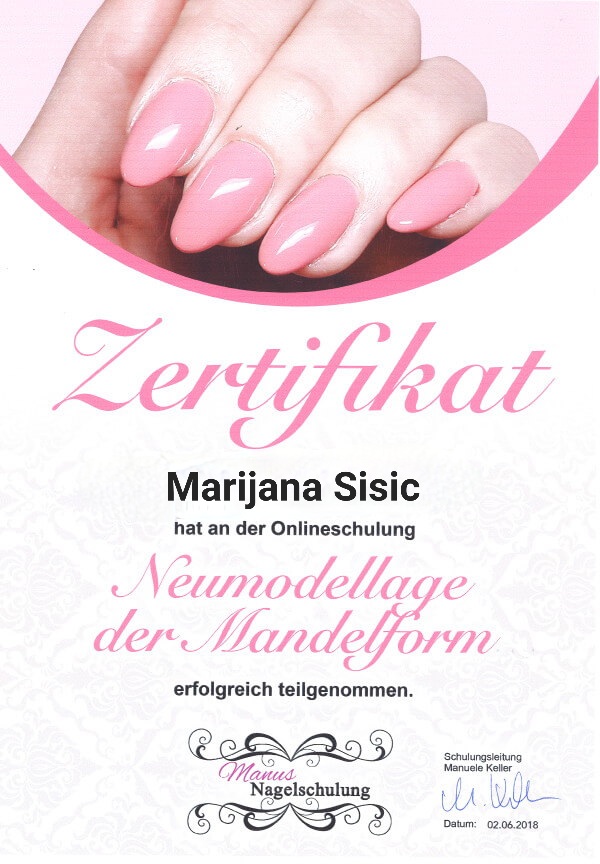 Zertifikat
Marijana Sisic
hat an der Onlineschulung
Neumodellage
der Mandelform
erfolgreich teilgenommen.
Manus
Nagelschulung
Schulungsleitung
Manuele Keller
Datum: 02.06.2018